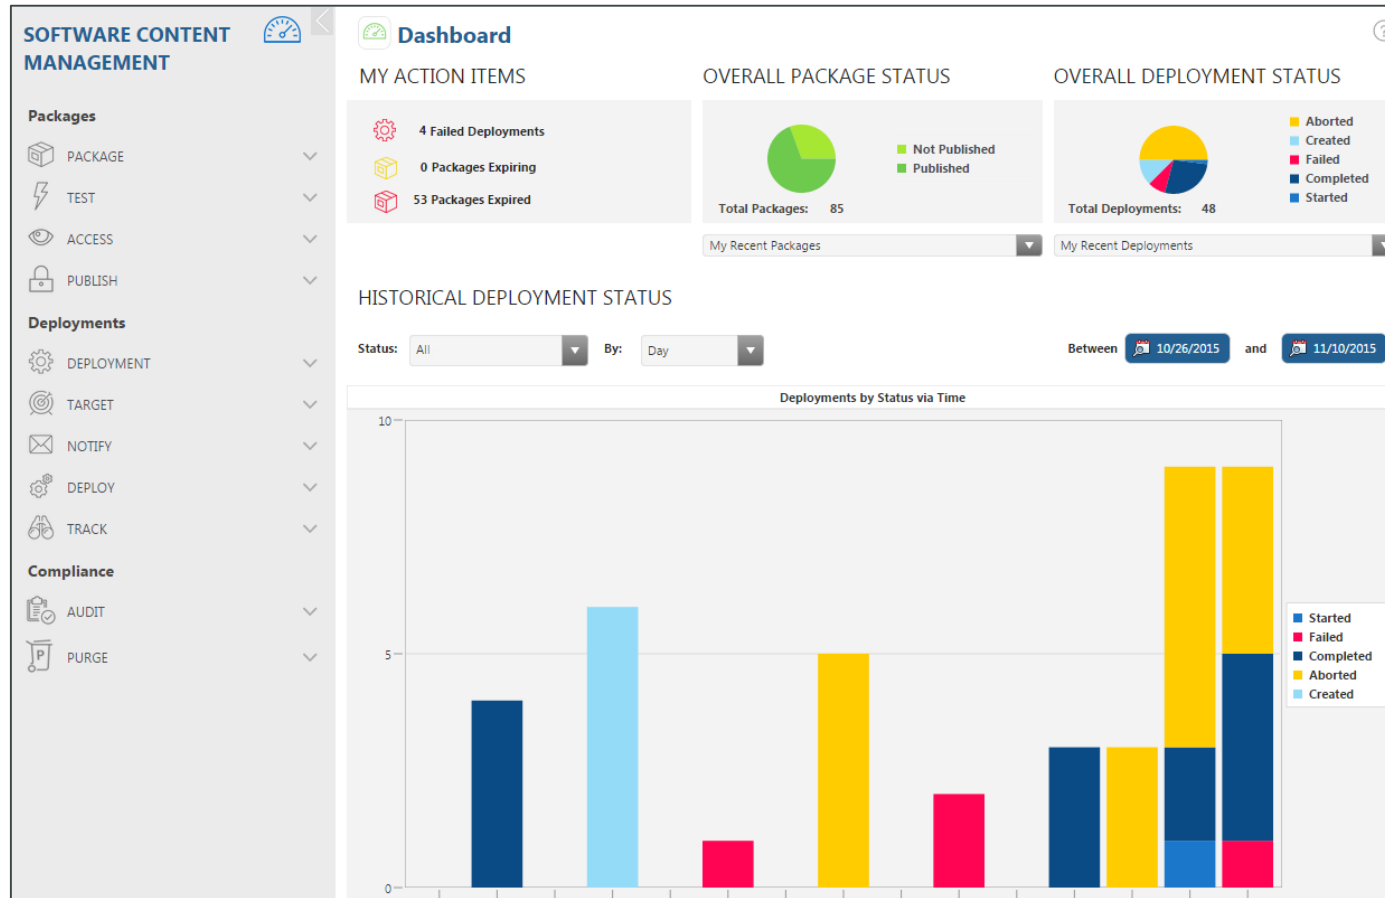 SOFTWARE CONTENT
MANAGEMENT
Packages
PACKAGE
TEST
ACCESS
PUBLISH
Deployments
DEPLOYMENT
TARGET
NOTIFY
DEPLOY
TRACK
Compliance
AUDIT
P
PURGE
Dashboard
?
MY ACTION ITEMS
4 Failed Deployments
0 Packages Expiring
53 Packages Expired
OVERALL PACKAGE STATUS
Not Published
Published
Total Packages: 85
My Recent Packages
OVERALL DEPLOYMENT STATUS
Aborted
Created
Failed
Completed
Started
Total Deployments: 48
My Recent Deployments
HISTORICAL DEPLOYMENT STATUS
Status: All By: Day Between 10/26/2015 and 11/10/2015
Deployments by Status via Time
10
5
0
Started
Failed
Completed
Aborted
Created